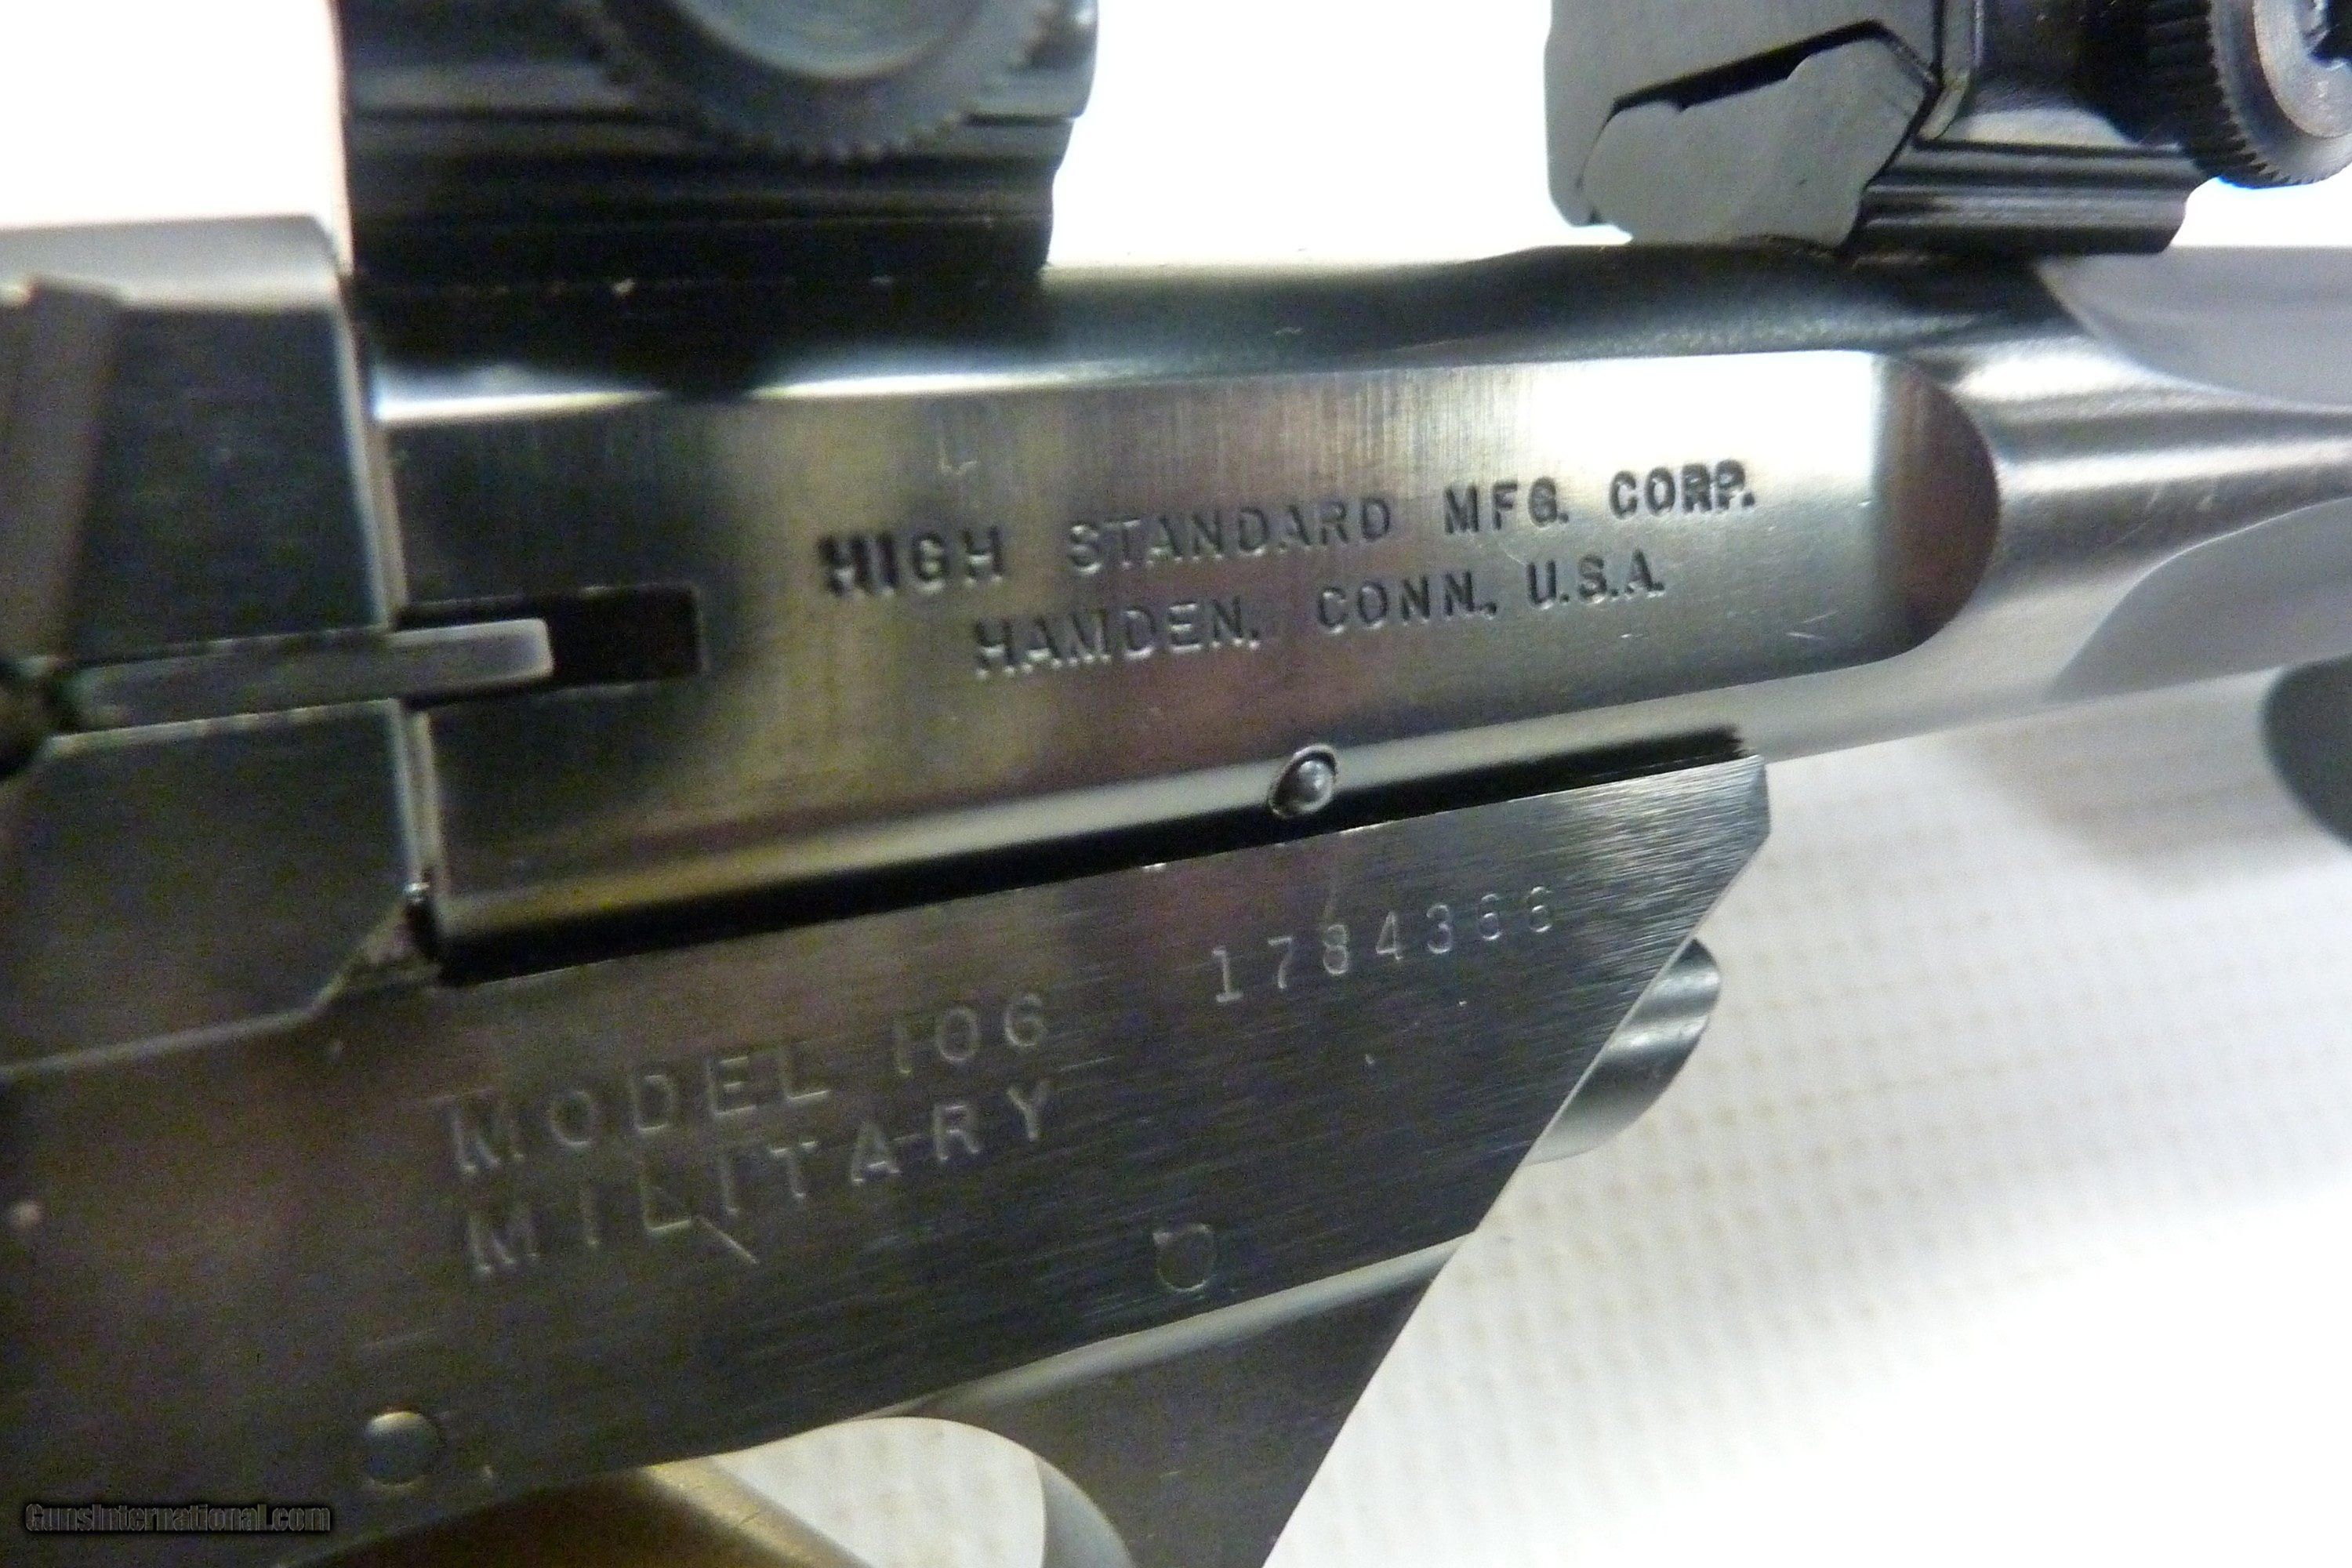 HIGH STANDARD MFG. CORP.
HAMDEN, CONN., U.S.A.
1784366
MODEL 106
MILITARY
GunsInternational.com